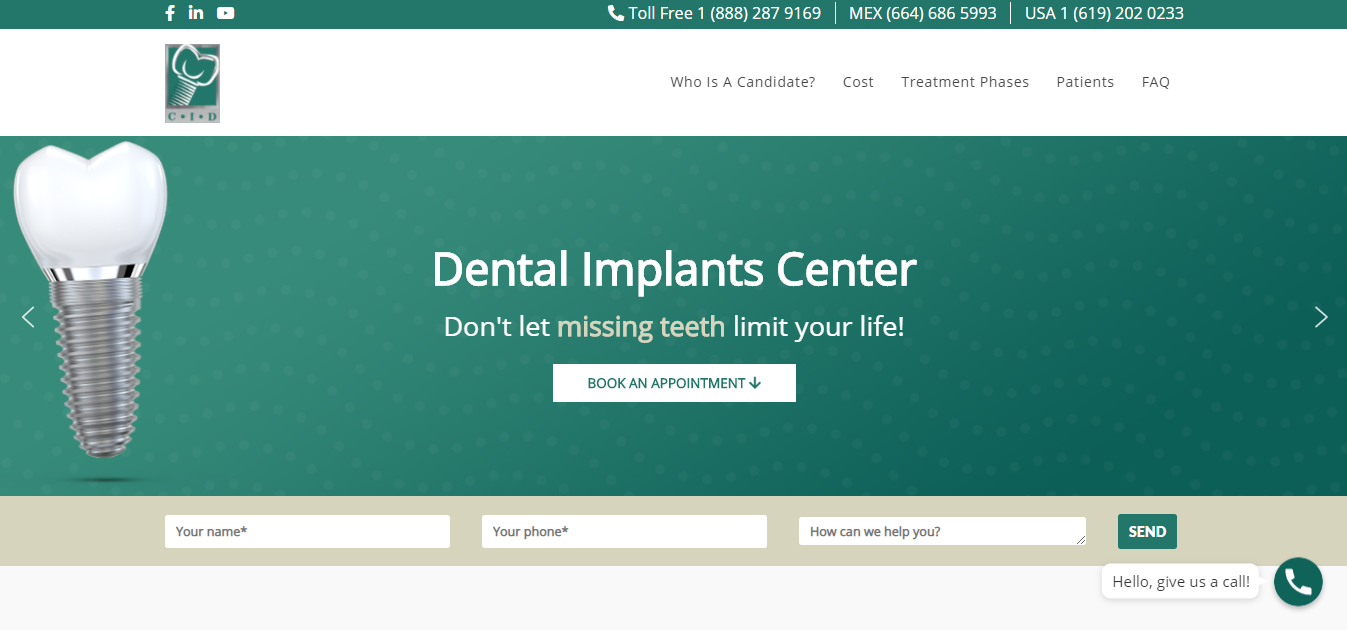 Toll Free 1 (888) 287 9169 MEX (664) 686 5993 USA 1 (619) 202 0233
C • I • D
Who Is A Candidate? Cost Treatment Phases Patients FAQ
Dental Implants Center
Don't let missing teeth limit your life!
BOOK AN APPOINTMENT
Your name* Your phone* How can we help you? SEND
Hello, give us a call!